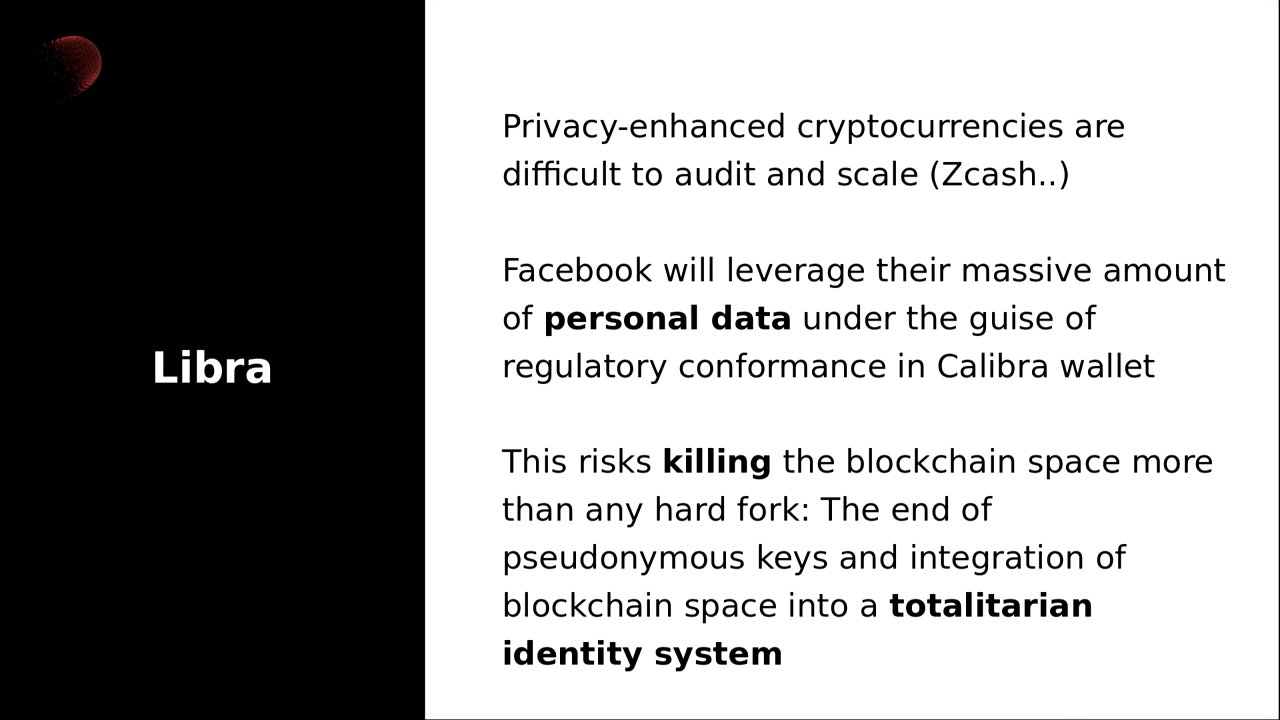 Libra
Privacy-enhanced cryptocurrencies are
difficult to audit and scale (Zcash..)
Facebook will leverage their massive amount
of personal data under the guise of
regulatory conformance in Calibra wallet
This risks killing the blockchain space more
than any hard fork: The end of
pseudonymous keys and integration of
blockchain space into a totalitarian
identity system